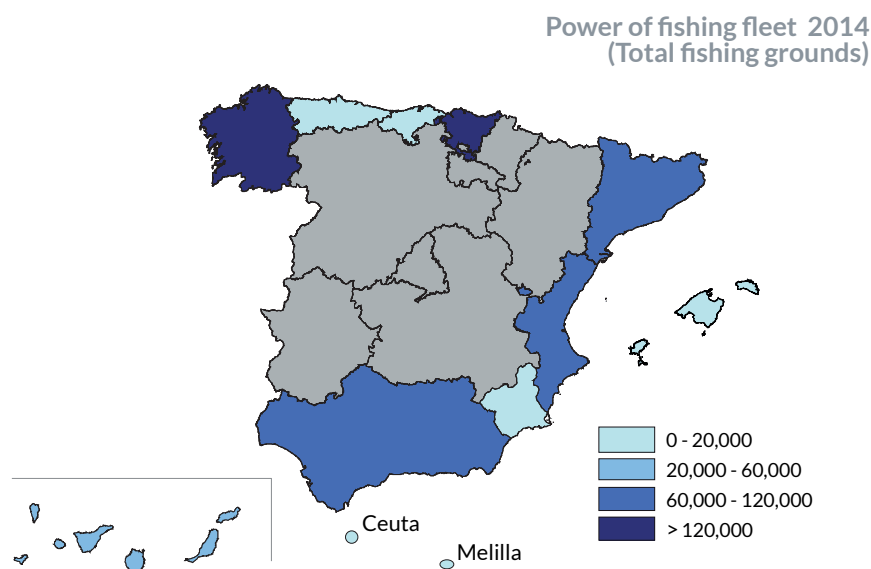 Power of fishing fleet 2014
(Total fishing grounds)
0 - 20,000
20,000 - 60,000
60,000 - 120,000
> 120,000
Ceuta
Melilla